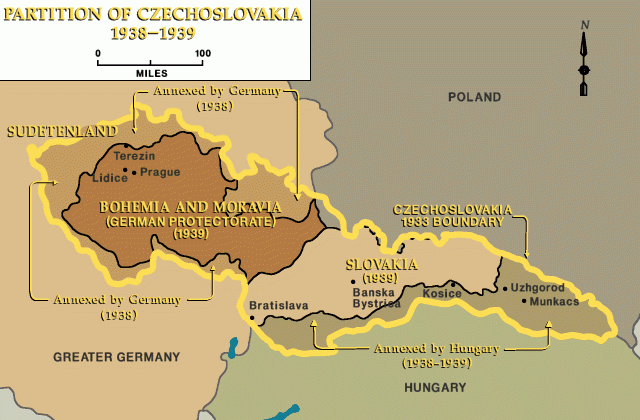 PARTITION OF CZECHOSLOVAKIA
1938–1939
0 100
MILES
N
Annexed by Germany
(1938)
POLAND
SUDETENLAND
Terezin
Lidice Prague
BOHEMIA AND MORAVIA
(GERMAN PROTECTORATE)
(1939)
CZECHOSLOVAKIA
1933 BOUNDARY
SLOVAKIA
(1939)
Banska
Bystrica
Kosice
Uzhgorod
Munkacs
Annexed by Germany
(1938)
Bratislava
Annexed by Hungary
(1938-1939)
GREATER GERMANY
HUNGARY